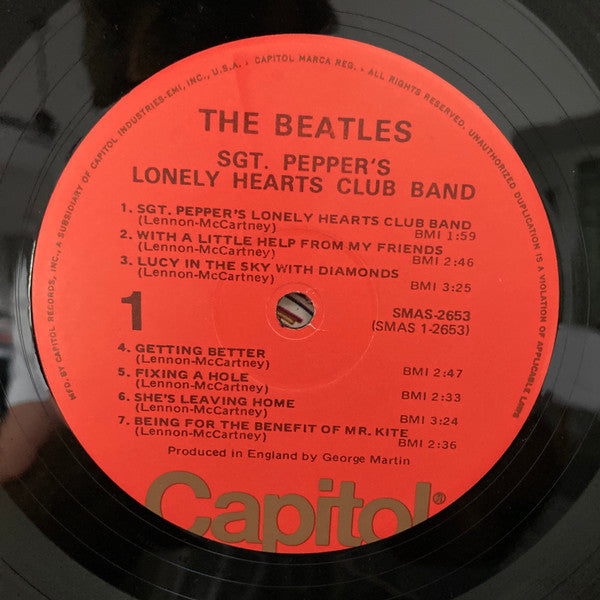 MFD. BY CAPITOL RECORDS, INC., A SUBSIDIARY OF CAPITOL INDUSTRIES-EMI, INC., U.S.A. • CAPITOL MARCA REG. • ALL RIGHTS RESERVED. UNAUTHORIZED DUPLICATION IS A VIOLATION OF APPLICABLE LAWS
THE BEATLES
SGT. PEPPER'S
LONELY HEARTS CLUB BAND
1. SGT. PEPPER'S LONELY HEARTS CLUB BAND
(Lennon-McCartney) BMI 1:59
2. WITH A LITTLE HELP FROM MY FRIENDS
(Lennon-McCartney) BMI 2:46
3. LUCY IN THE SKY WITH DIAMONDS
(Lennon-McCartney) BMI 3:25
1
SMAS-2653
(SMAS 1-2653)
4. GETTING BETTER
(Lennon-McCartney) BMI 2:47
5. FIXING A HOLE
(Lennon-McCartney) BMI 2:33
6. SHE'S LEAVING HOME
(Lennon-McCartney) BMI 3:24
7. BEING FOR THE BENEFIT OF MR. KITE
(Lennon-McCartney) BMI 2:36
Produced in England by George Martin
Capitol®